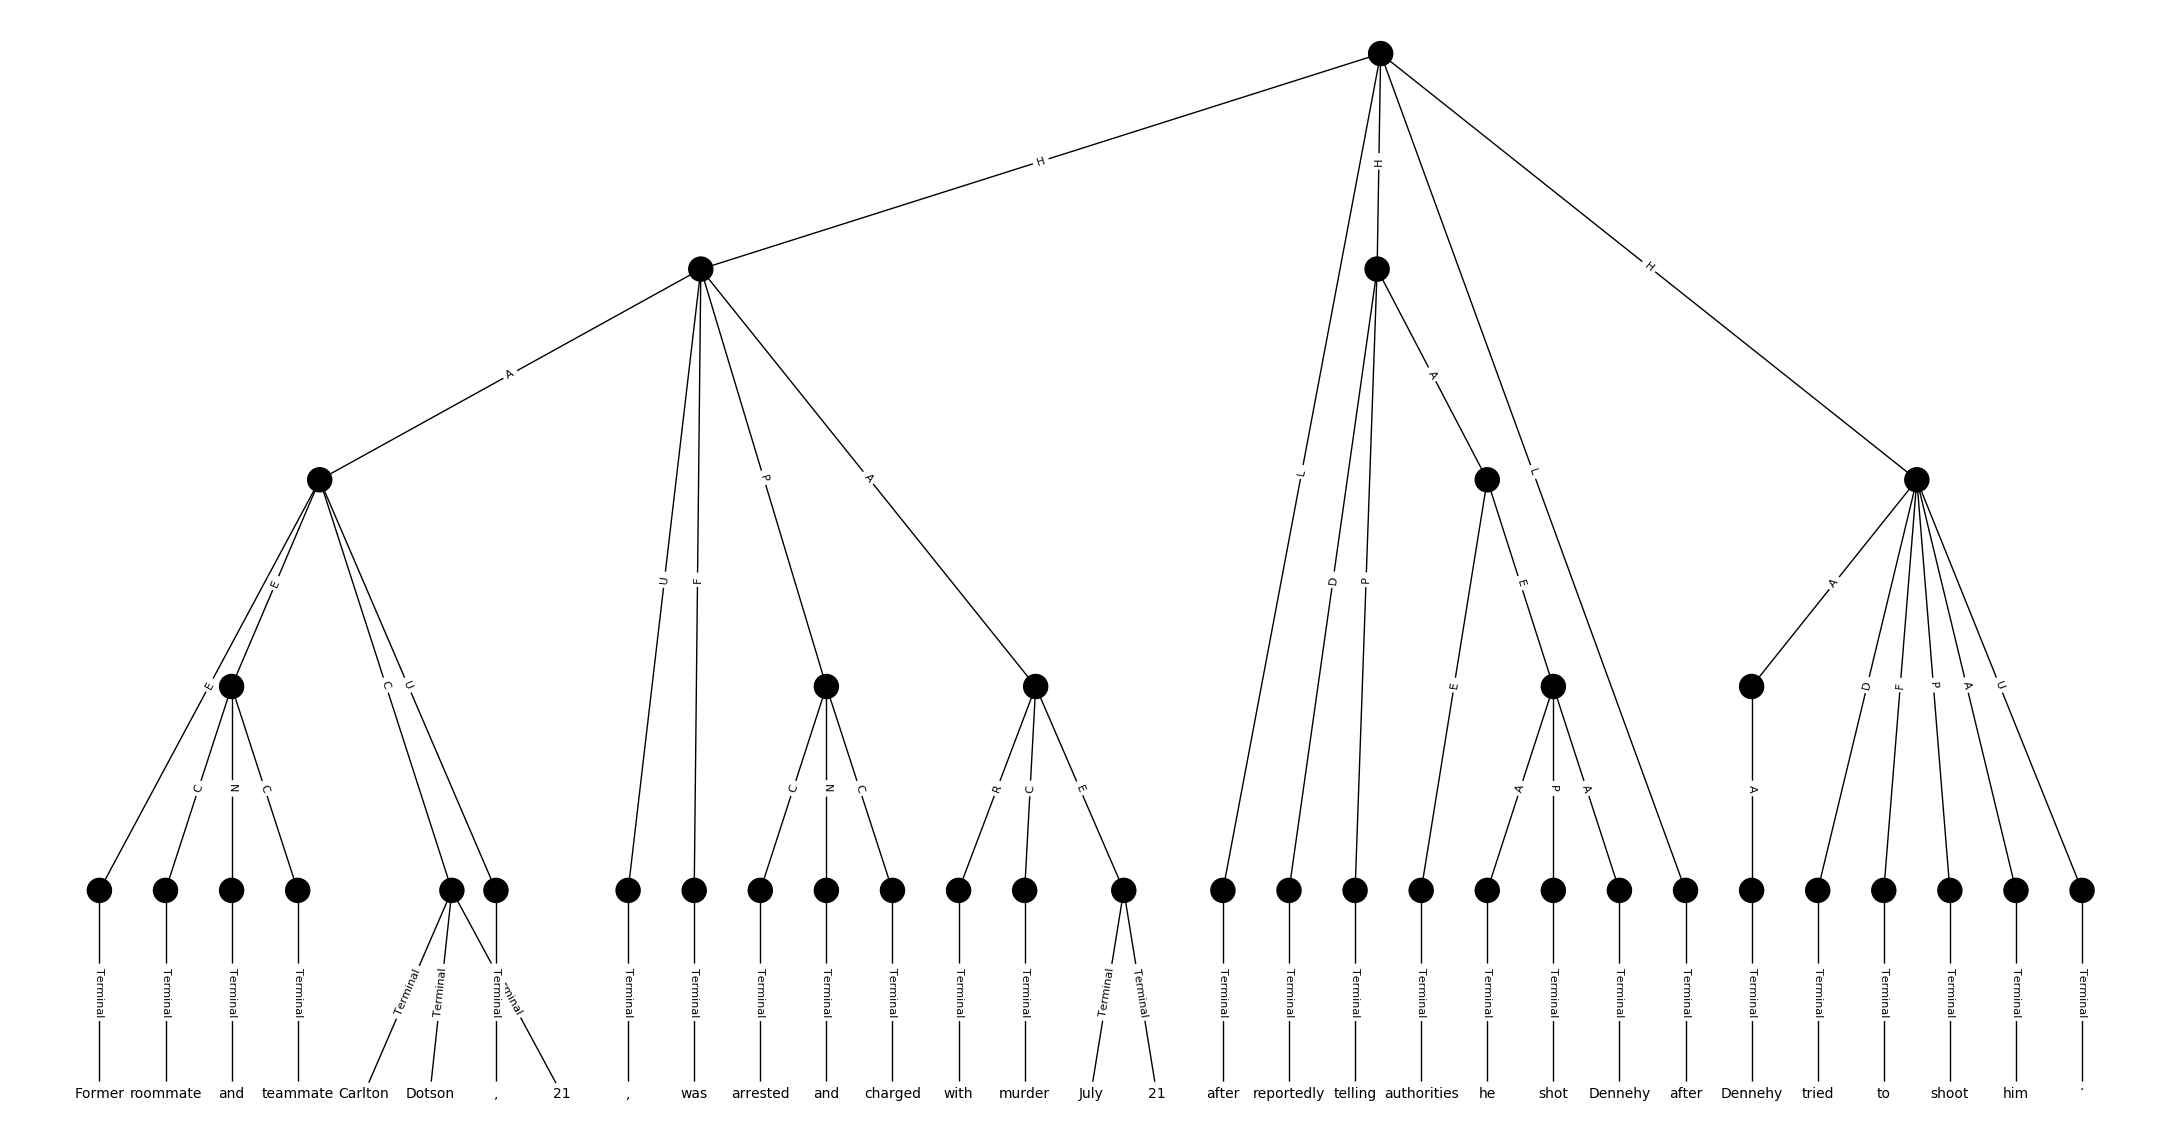 H
H
H
A
A
L
L
P
A
U
F
D
P
E
E
A
E
C
U
E
D
F
P
A
U
C
N
C
C
N
C
R
C
E
A
P
A
A
Terminal Terminal Terminal Terminal Terminal Terminal Terminal minal Terminal Terminal Terminal Terminal Terminal Terminal Terminal Terminal Terminal Terminal Terminal Terminal Terminal Terminal Terminal Terminal Terminal Terminal Terminal Terminal Terminal Terminal Terminal
Former roommate and teammate Carlton Dotson , 21 , was arrested and charged with murder July 21 after reportedly telling authorities he shot Dennehy after Dennehy tried to shoot him .